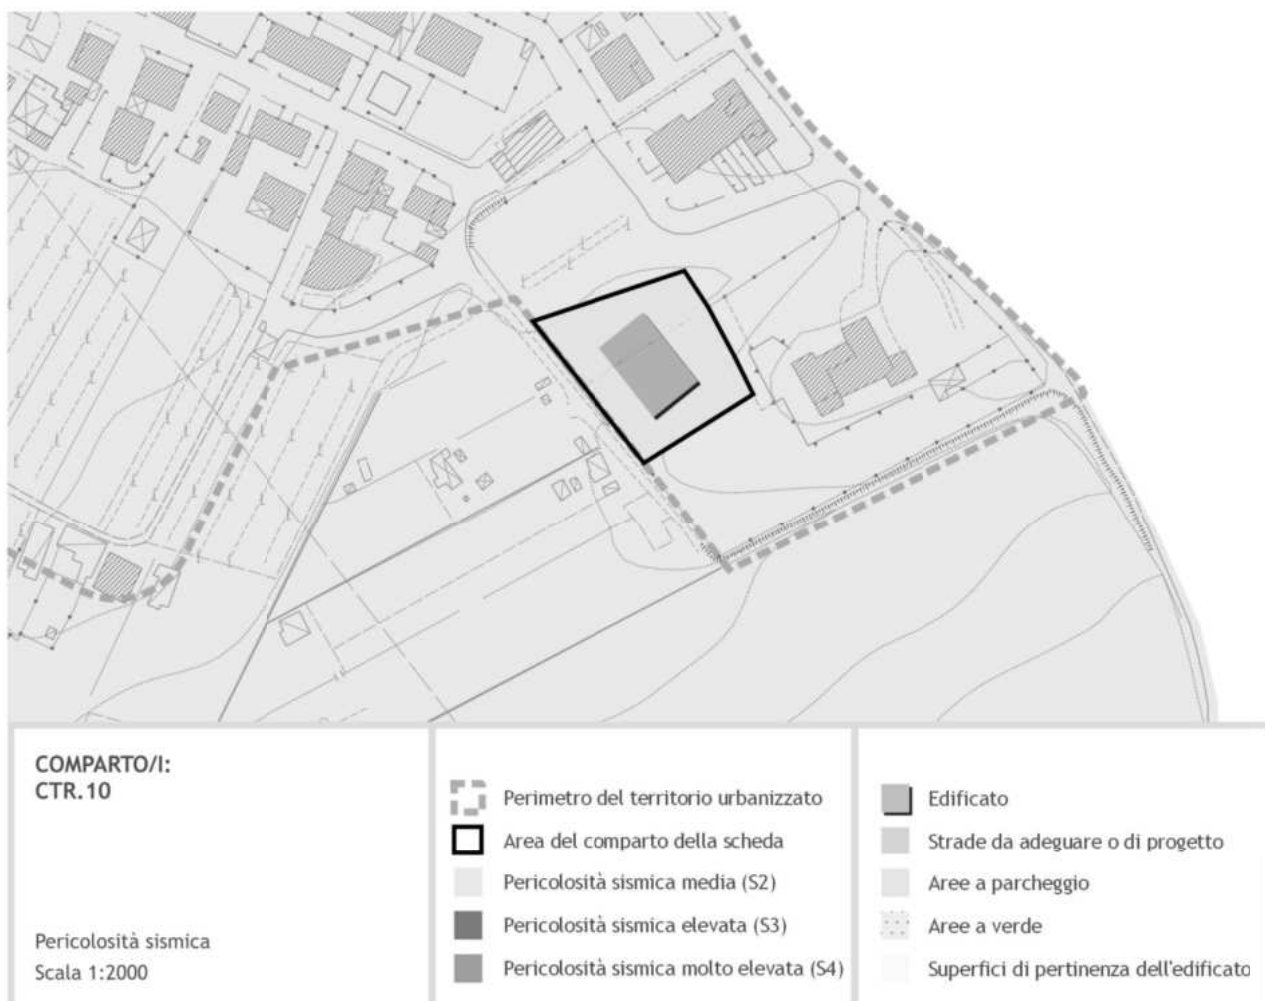 COMPARTO/I:
CTR.10
Pericolosità sismica
Scala 1:2000
Perimetro del territorio urbanizzato
Area del comparto della scheda
Pericolosità sismica media (S2)
Pericolosità sismica elevata (S3)
Pericolosità sismica molto elevata (S4)
Edificato
Strade da adeguare o di progetto
Aree a parcheggio
Aree a verde
Superfici di pertinenza dell'edificato